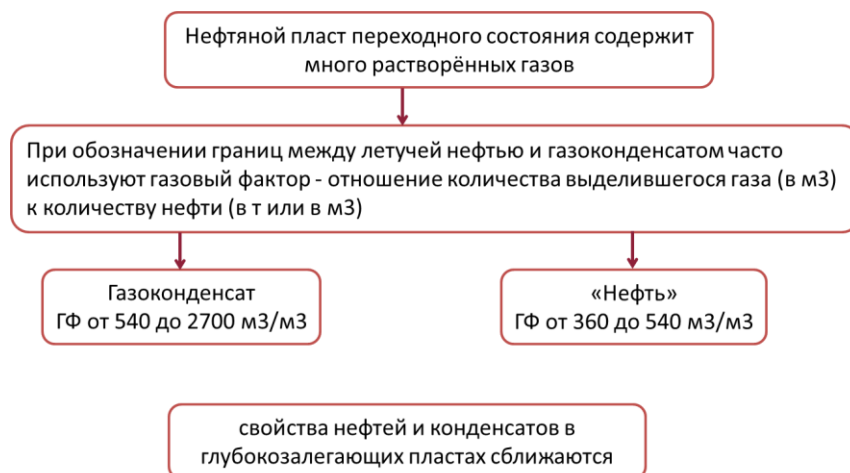 Нефтяной пласт переходного состояния содержит
много растворённых газов
При обозначении границ между летучей нефтью и газоконденсатом часто
используют газовый фактор - отношение количества выделившегося газа (в м3)
к количеству нефти (в т или в м3)
Газоконденсат
ГФ от 540 до 2700 м3/м3
«Нефть»
ГФ от 360 до 540 м3/м3
свойства нефтей и конденсатов в
глубокозалегающих пластах сближаются